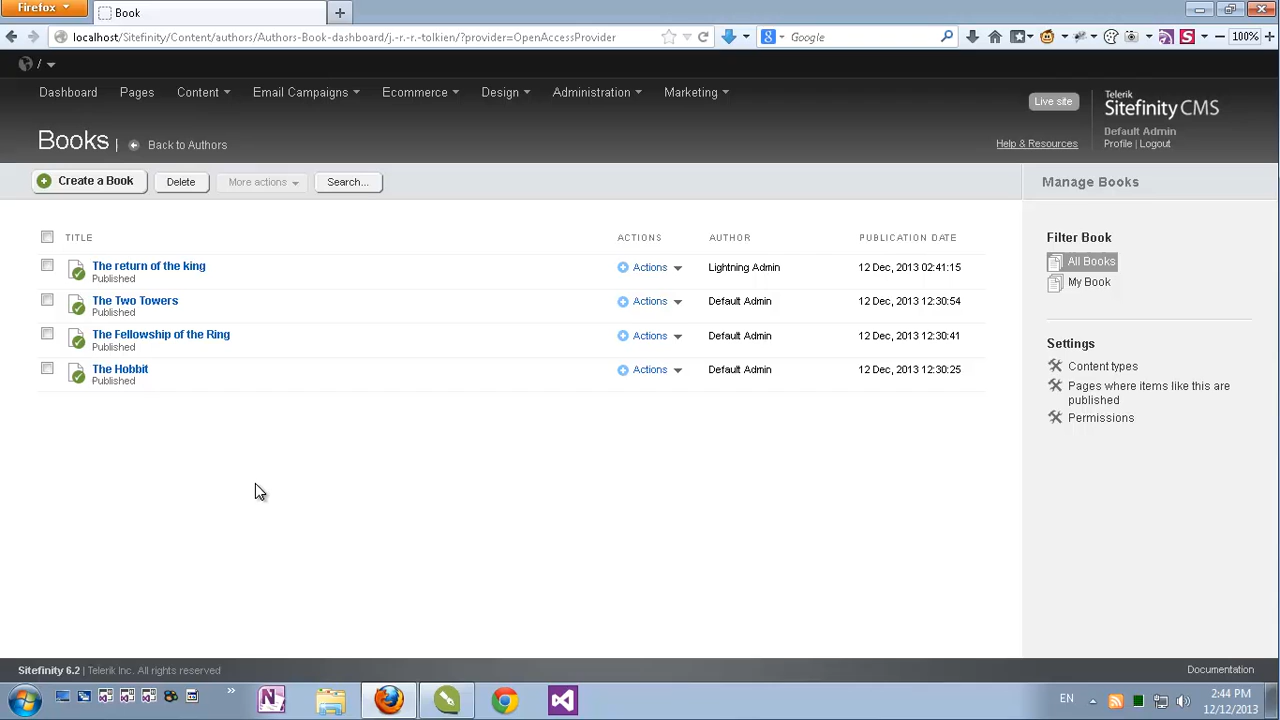 Firefox
Book
localhost/Sitefinity/Content/authors/Authors-Book-dashboard/j.-r.-r.-tolkien/?provider=OpenAccessProvider
Google
100%
/
Dashboard Pages Content Email Campaigns Ecommerce Design Administration Marketing
Live site
Telerik
Sitefinity CMS
Default Admin
Help & Resources
Profile | Logout
Books | Back to Authors
Create a Book Delete More actions Search...
Manage Books
TITLE ACTIONS AUTHOR PUBLICATION DATE
The return of the king Actions Lightning Admin 12 Dec, 2013 02:41:15
Published
The Two Towers Actions Default Admin 12 Dec, 2013 12:30:54
Published
The Fellowship of the Ring Actions Default Admin 12 Dec, 2013 12:30:41
Published
The Hobbit Actions Default Admin 12 Dec, 2013 12:30:25
Published
Filter Book
All Books
My Book
Settings
Content types
Pages where items like this are
published
Permissions
Sitefinity 6.2 | Telerik Inc. All rights reserved
Documentation
EN
2:44 PM
12/12/2013